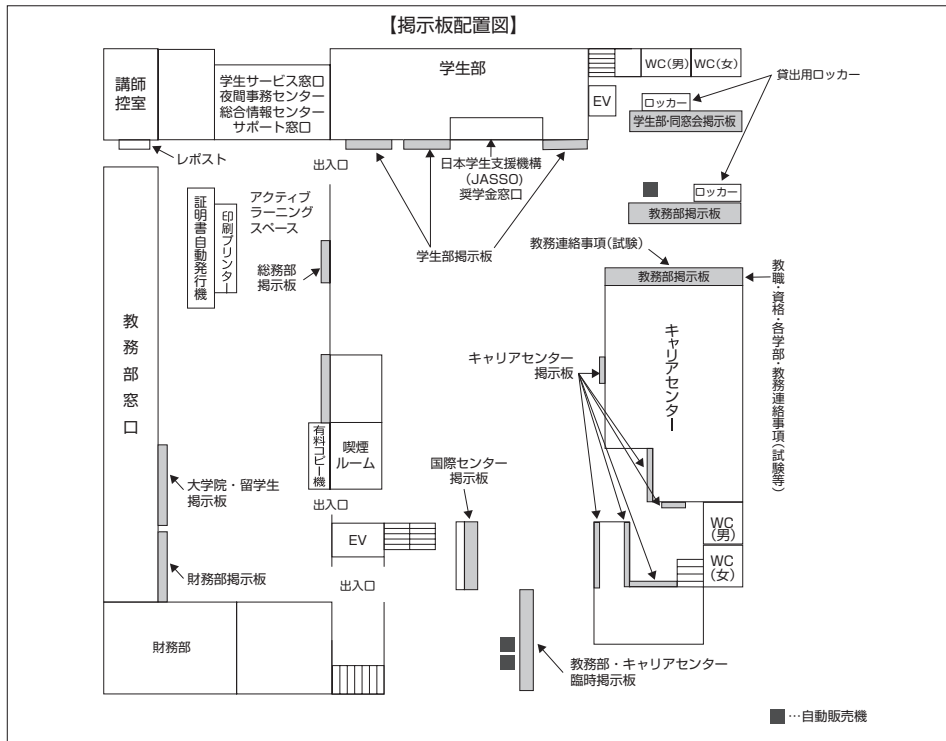 【掲示板配置図】
講師
控室
学生サービス窓口
夜間事務センター
総合情報センター
サポート窓口
学生部
WC(男)
WC(女)
EV
貸出用ロッカー
ロッカー
学生部・同窓会掲示板
レポスト
出入口
日本学生支援機構
(JASSO)
奨学金窓口
ロッカー
教務部掲示板
証明書自動発行機
印刷プリンター
アクティブ
ラーニング
スペース
学生部掲示板
総務部
掲示板
教務連絡事項(試験)
教務部掲示板
教職・資格・各学部・教務連絡事項(試験等)
教務部窓口
キャリアセンター
掲示板
キャリアセンター
有料コピー機
喫煙
ルーム
国際センター
掲示板
大学院・留学生
掲示板
出入口
EV
WC
(男)
WC
(女)
財務部掲示板
出入口
財務部
教務部・キャリアセンター
臨時掲示板
■…自動販売機